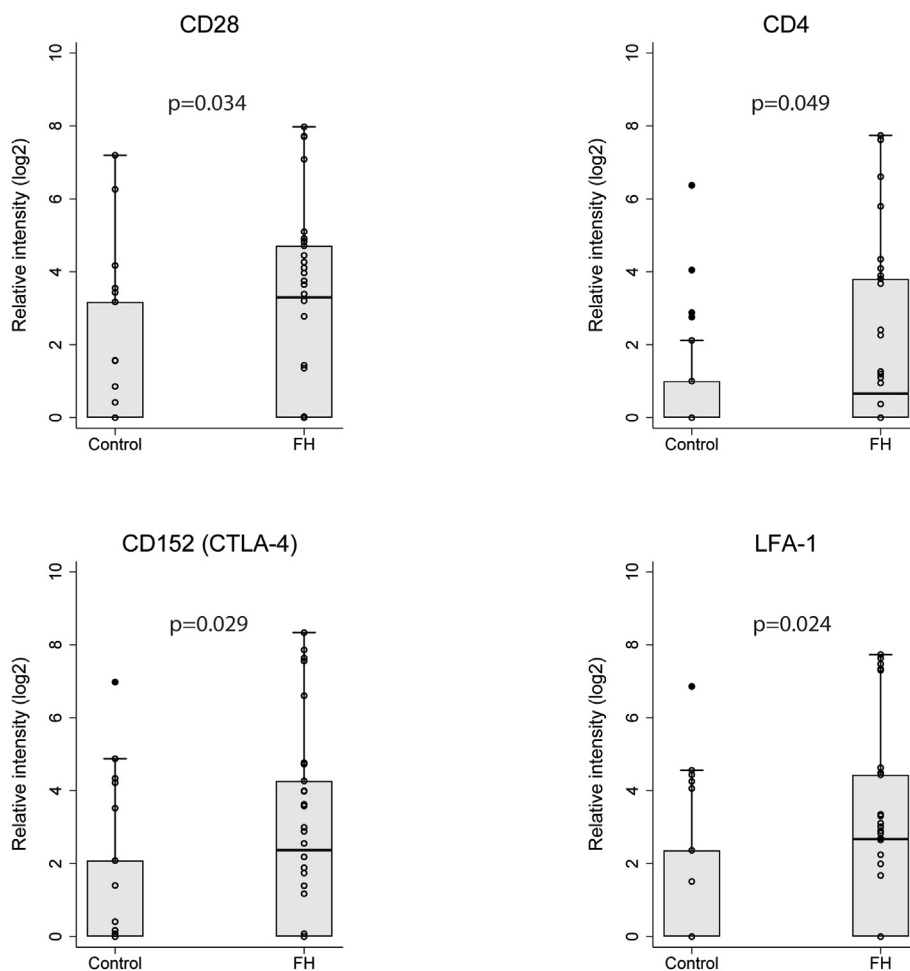 CD28
p=0.034
Relative intensity (log2)
10
8
6
4
2
0
Control FH
CD4
p=0.049
Relative intensity (log2)
10
8
6
4
2
0
Control FH
CD152 (CTLA-4)
p=0.029
Relative intensity (log2)
10
8
6
4
2
0
Control FH
LFA-1
p=0.024
Relative intensity (log2)
10
8
6
4
2
0
Control FH